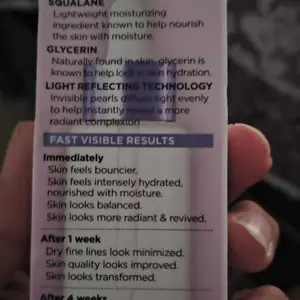 SQUALANE
Lightweight moisturizing
ingredient known to help nourish
the skin with moisture.
GLYCERIN
Naturally found in skin, glycerin is
known to help lock in skin hydration.
LIGHT REFLECTING TECHNOLOGY
Invisible pearls diffuse light evenly
to help instantly reveal a more
radiant complexion
FAST VISIBLE RESULTS
Immediately
Skin feels bouncier.
Skin feels intensely hydrated,
nourished with moisture.
Skin looks balanced.
Skin looks more radiant & revived.
After 1 week
Dry fine lines look minimized.
Skin quality looks improved.
Skin looks transformed.
After 4 weeks